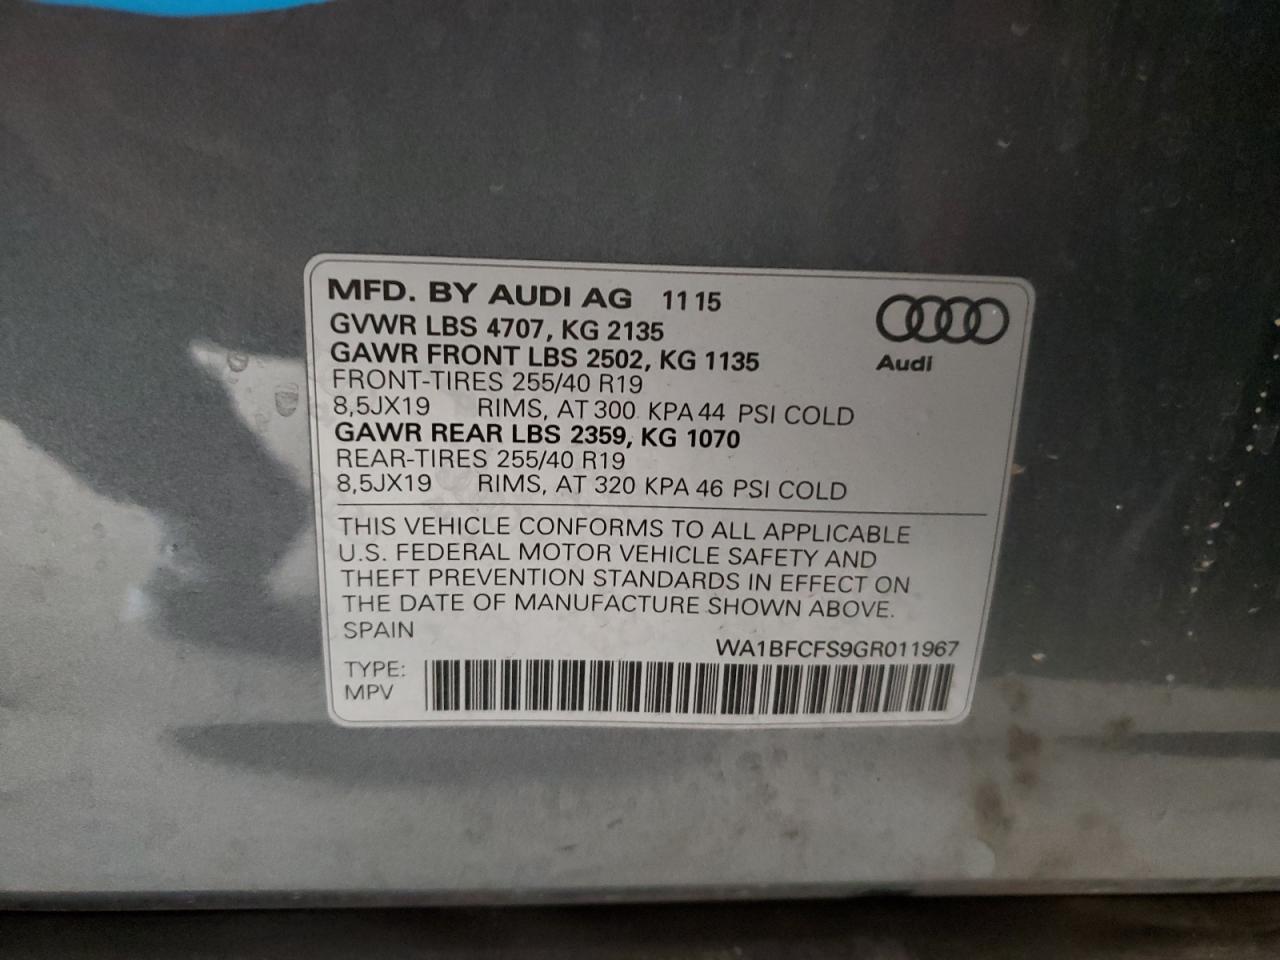 MFD. BY AUDI AG 11 15
GVWR LBS 4707, KG 2135
GAWR FRONT LBS 2502, KG 1135
Audi
FRONT-TIRES 255/40 R19
8,5JX19 RIMS, AT 300 KPA 44 PSI COLD
GAWR REAR LBS 2359, KG 1070
REAR-TIRES 255/40 R19
8,5JX19 RIMS, AT 320 KPA 46 PSI COLD
THIS VEHICLE CONFORMS TO ALL APPLICABLE
U.S. FEDERAL MOTOR VEHICLE SAFETY AND
THEFT PREVENTION STANDARDS IN EFFECT ON
THE DATE OF MANUFACTURE SHOWN ABOVE.
SPAIN
WA1BFCFS9GR011967
TYPE:
MPV